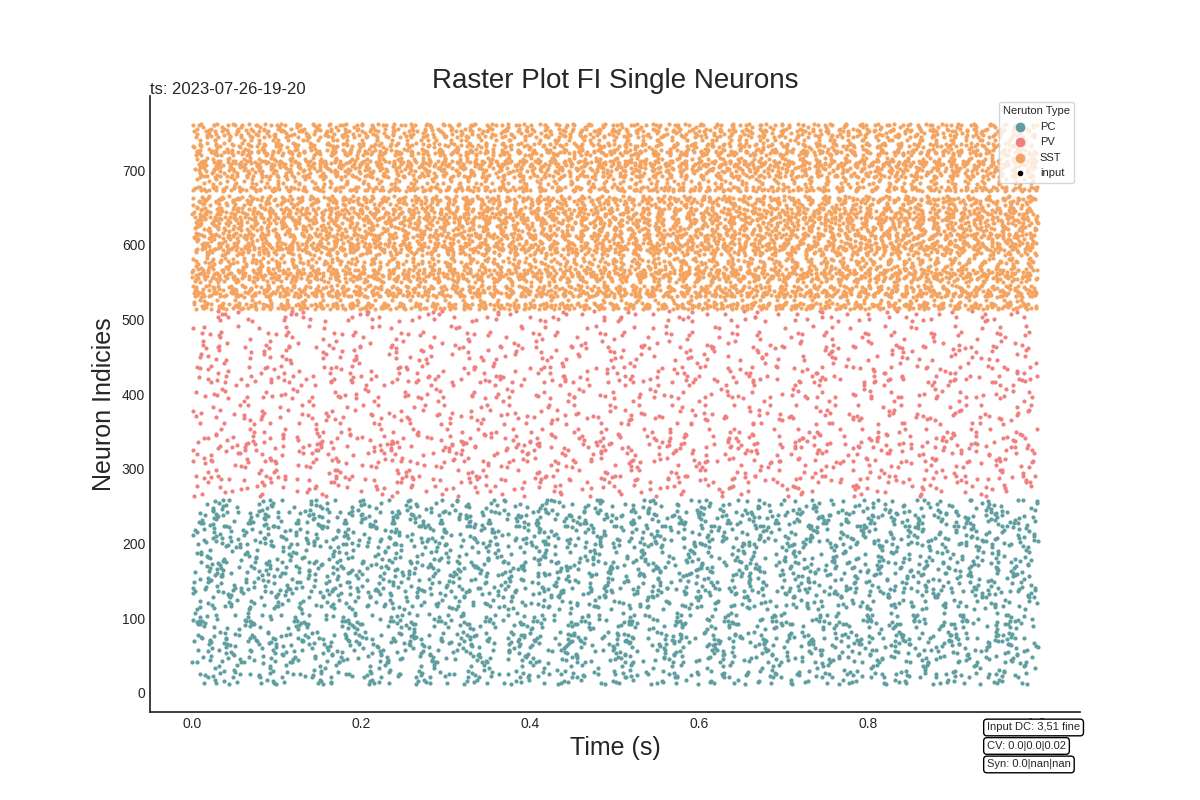 Raster Plot FI Single Neurons
ts: 2023-07-26-19-20
Neruton Type
PC
PV
SST
input
Neuron Indicies
700
600
500
400
300
200
100
0
0.0
0.2
0.4
0.6
0.8
Time (s)
Input DC: 3,51 fine
CV: 0.0|0.0|0.02
Syn: 0.0|nan|nan